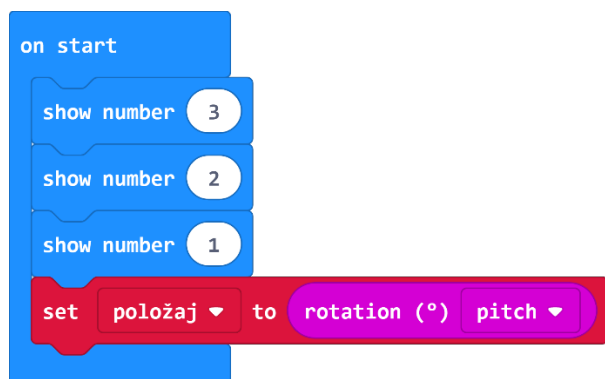 on start
show number 3
show number 2
show number 1
set položaj to rotation (°) pitch